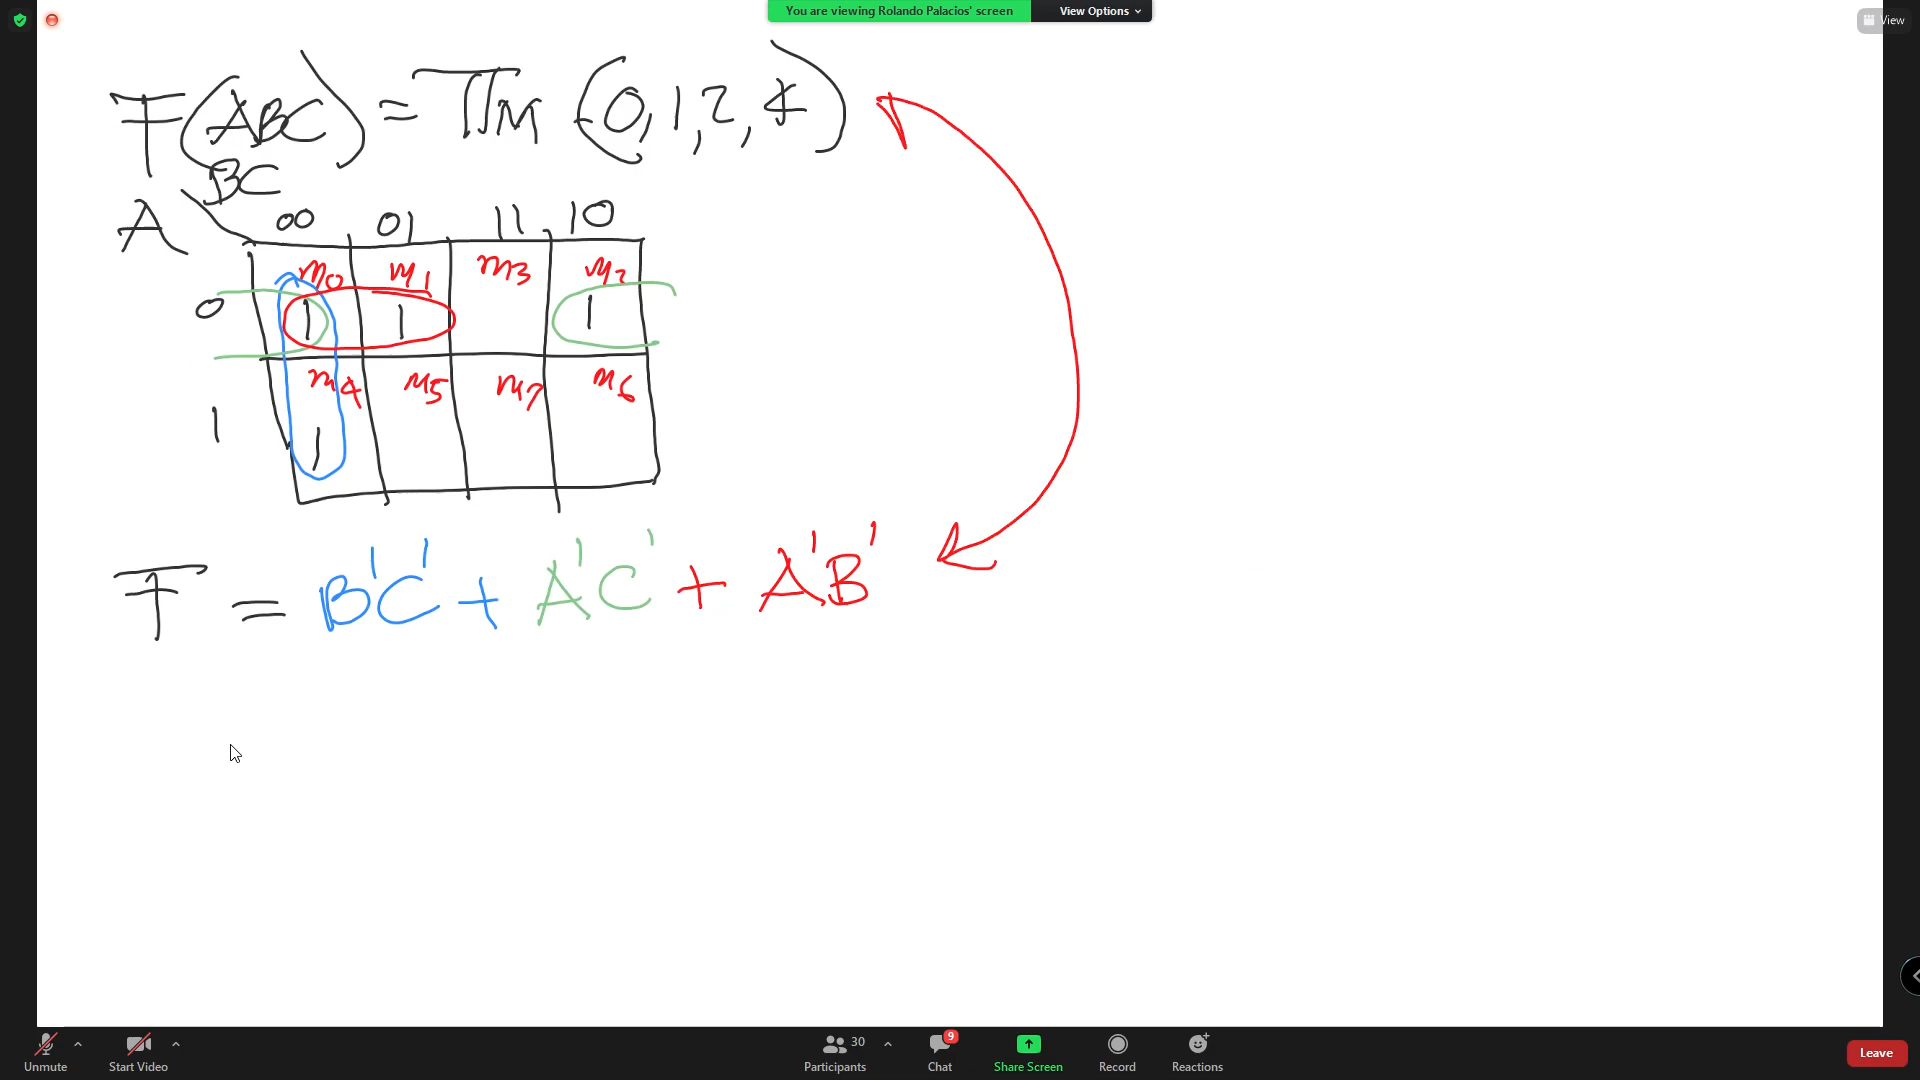 You are viewing Rolando Palacios' screen View Options
View
F(ABC) = ΠM (0, 1, 2, 4)
BC
A
00 01 11 10
m0 m1 m3 m2
0 1 1 1
m4 m5 m7 m6
1 1
F = B'C' + A'C' + A'B'
Unmute Start Video Participants 30 Chat 9 Share Screen Record Reactions Leave